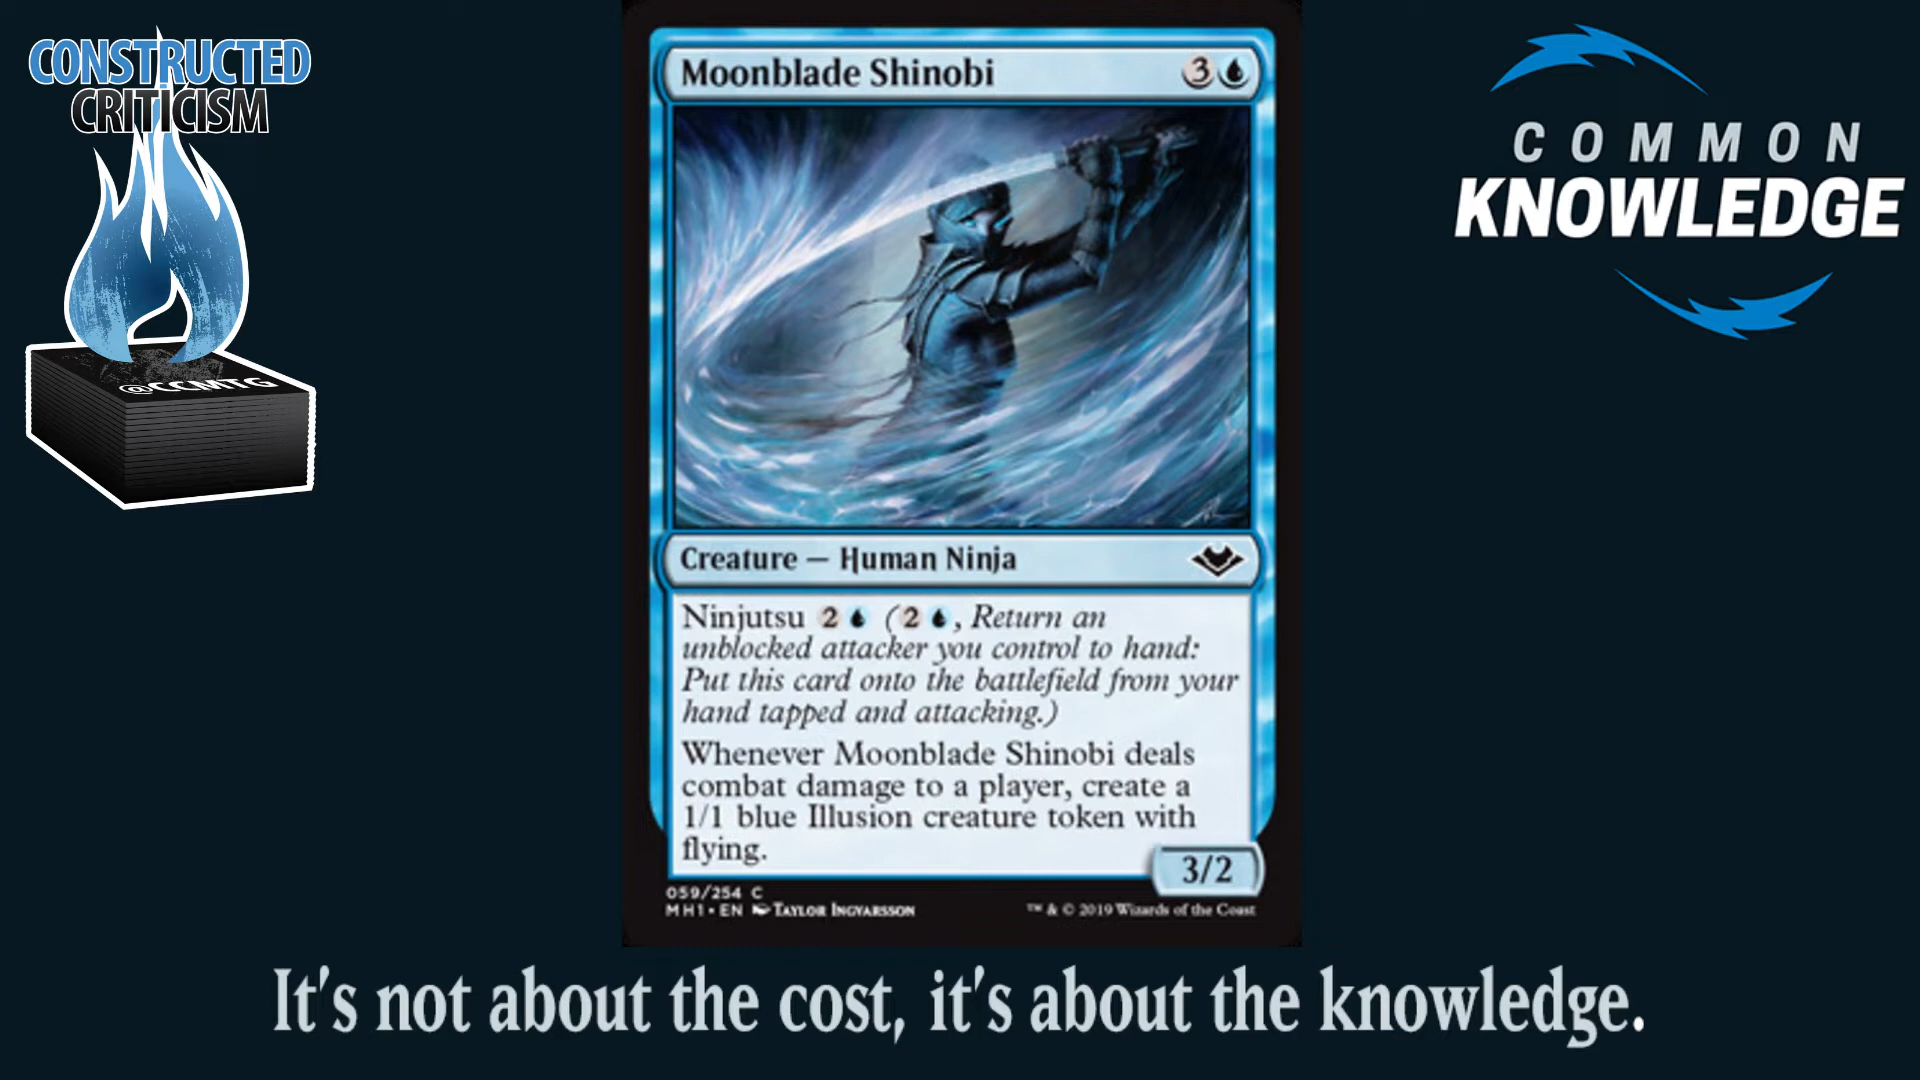 CONSTRUCTED
CRITICISM
@CCMTG
Moonblade Shinobi 3
Creature — Human Ninja
Ninjutsu 2 (2 , Return an
unblocked attacker you control to hand:
Put this card onto the battlefield from your
hand tapped and attacking.)
Whenever Moonblade Shinobi deals
combat damage to a player, create a
1/1 blue Illusion creature token with
flying.
3/2
059/254 C
MH1 • EN TAYLOR INGVARSSON
™ & © 2019 Wizards of the Coast
COMMON
KNOWLEDGE
It's not about the cost, it's about the knowledge.